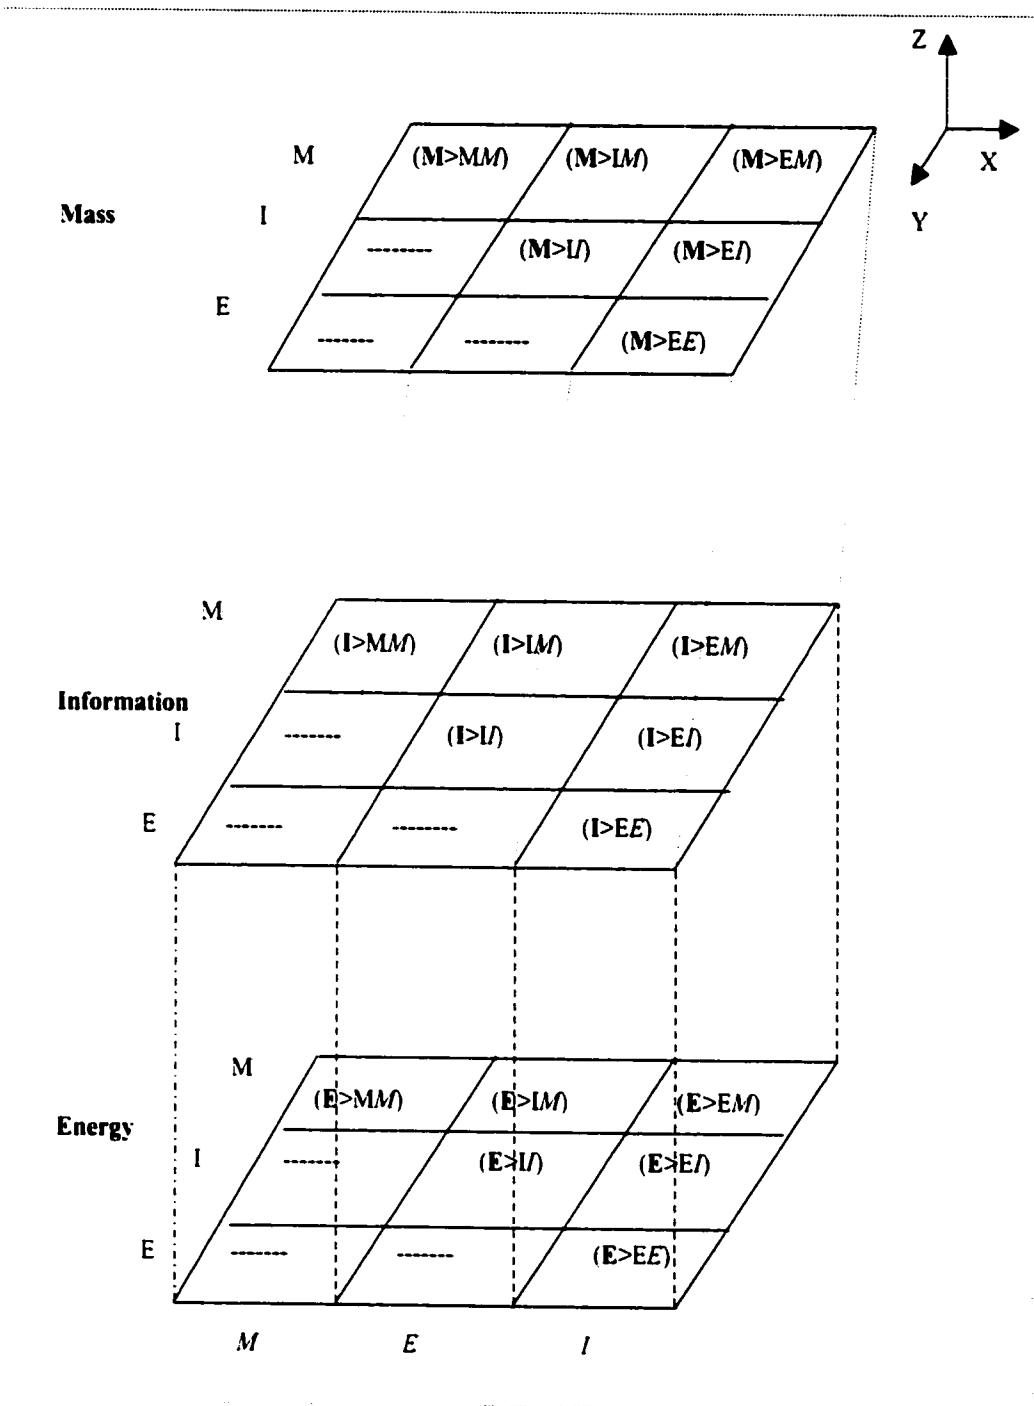 Z
M (M>MM) (M>IM) (M>EM)
X
Mass I
Y
------- (M>II) (M>EI)
E
------- ------- (M>EE)
M
(I>MM) (I>IM) (I>EM)
Information
I ------- (I>II) (I>EI)
E ------- ------- (I>EE)
M
(E>MM) (E>IM) (E>EM)
Energy
I ------- (E>II) (E>EI)
E ------- ------- (E>EE)
M E I